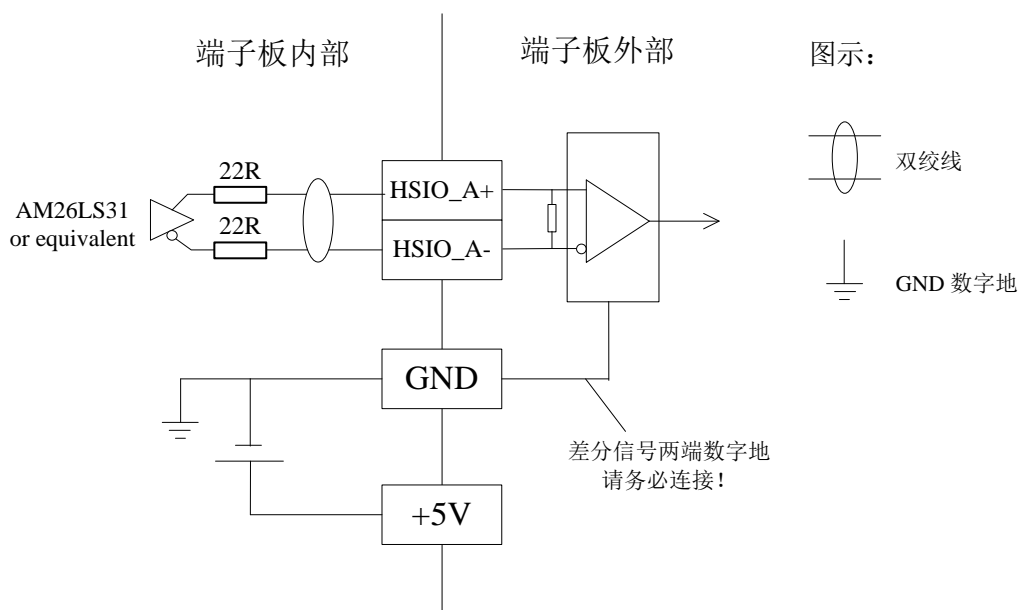 端子板内部
端子板外部
图示：
22R
HSIO_A+
双绞线
AM26LS31
or equivalent
22R
HSIO_A-
GND 数字地
GND
差分信号两端数字地
请务必连接！
+5V